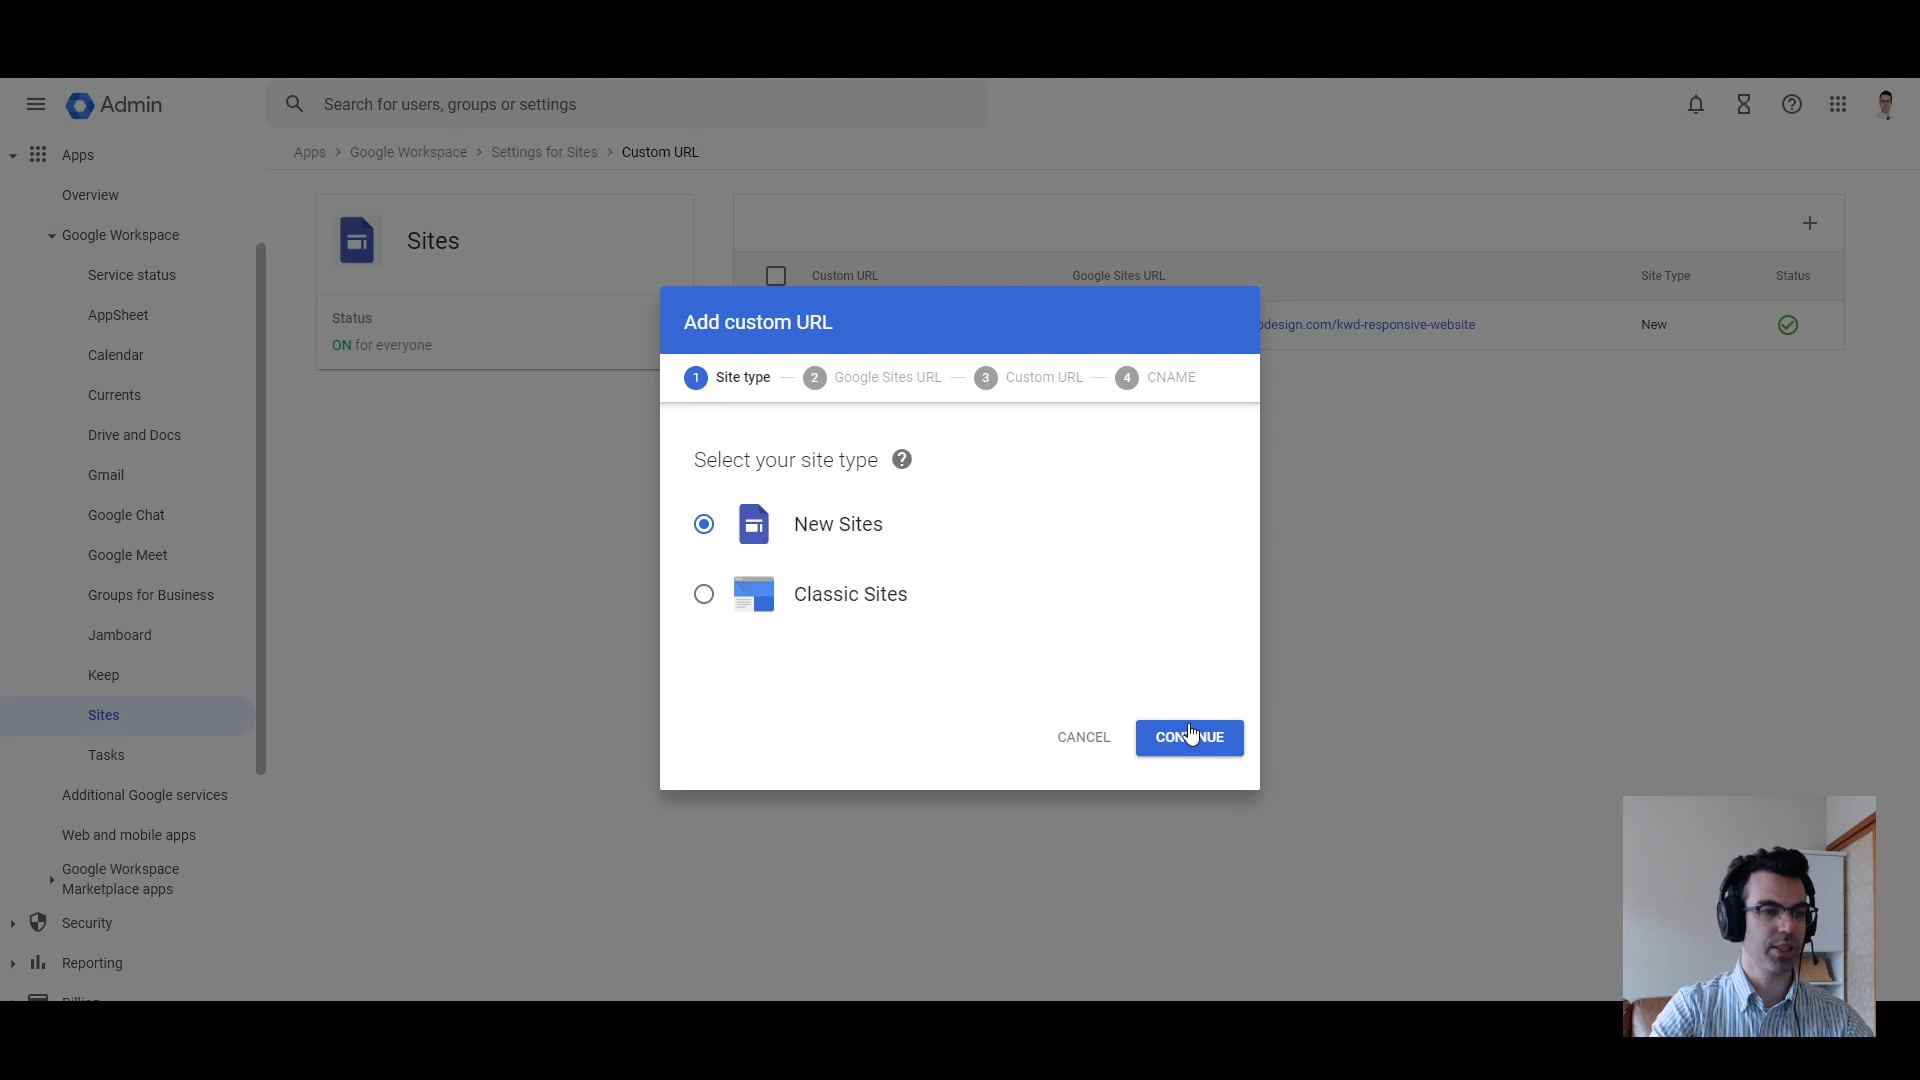 Admin
Search for users, groups or settings
Apps > Google Workspace > Settings for Sites > Custom URL
Apps
Overview
Google Workspace
Service status
AppSheet
Calendar
Currents
Drive and Docs
Gmail
Google Chat
Google Meet
Groups for Business
Jamboard
Keep
Sites
Tasks
Additional Google services
Web and mobile apps
Google Workspace
Marketplace apps
Security
Reporting
Sites
Status
ON for everyone
Custom URL Google Sites URL Site Type Status
design.com/kwd-responsive-website New
Add custom URL
1 Site type 2 Google Sites URL 3 Custom URL 4 CNAME
Select your site type
New Sites
Classic Sites
CANCEL CONTINUE